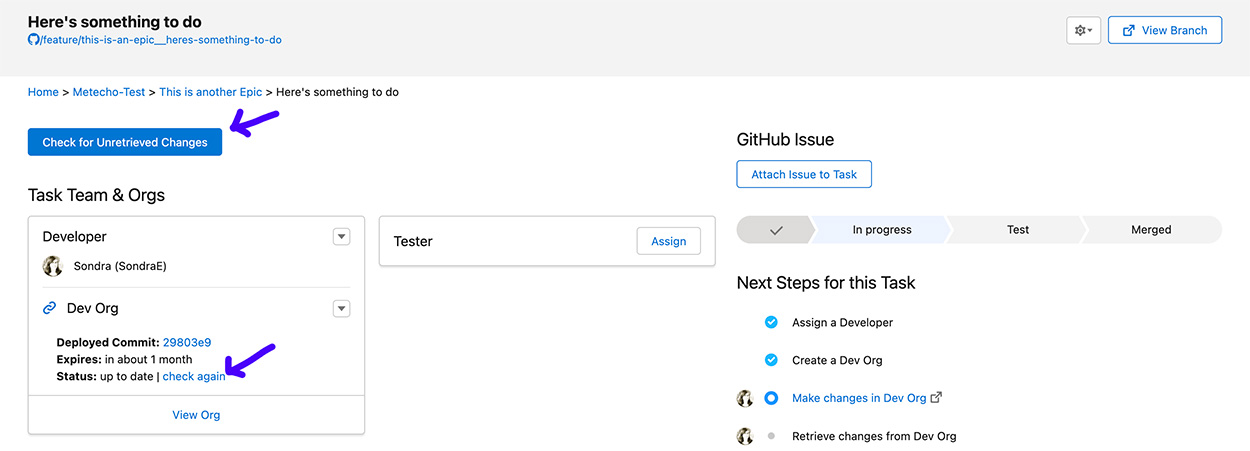 Here's something to do
/feature/this-is-an-epic__heres-something-to-do
View Branch
Home > Metecho-Test > This is another Epic > Here's something to do
Check for Unretrieved Changes
Task Team & Orgs
Developer
Sondra (SondraE)
Dev Org
Deployed Commit: 29803e9
Expires: in about 1 month
Status: up to date | check again
View Org
Tester
Assign
GitHub Issue
Attach Issue to Task
In progress
Test
Merged
Next Steps for this Task
Assign a Developer
Create a Dev Org
Make changes in Dev Org
Retrieve changes from Dev Org